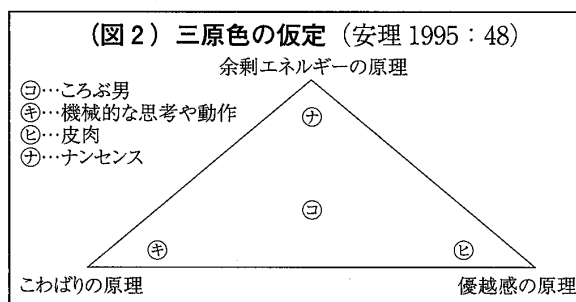 (図2) 三原色の仮定 (安理 1995:48)
余剰エネルギーの原理
㋙…ころぶ男
㋖…機械的な思考や動作
㋪…皮肉
㋤…ナンセンス
㋤
㋙
㋖ ㋪
こわばりの原理 優越感の原理